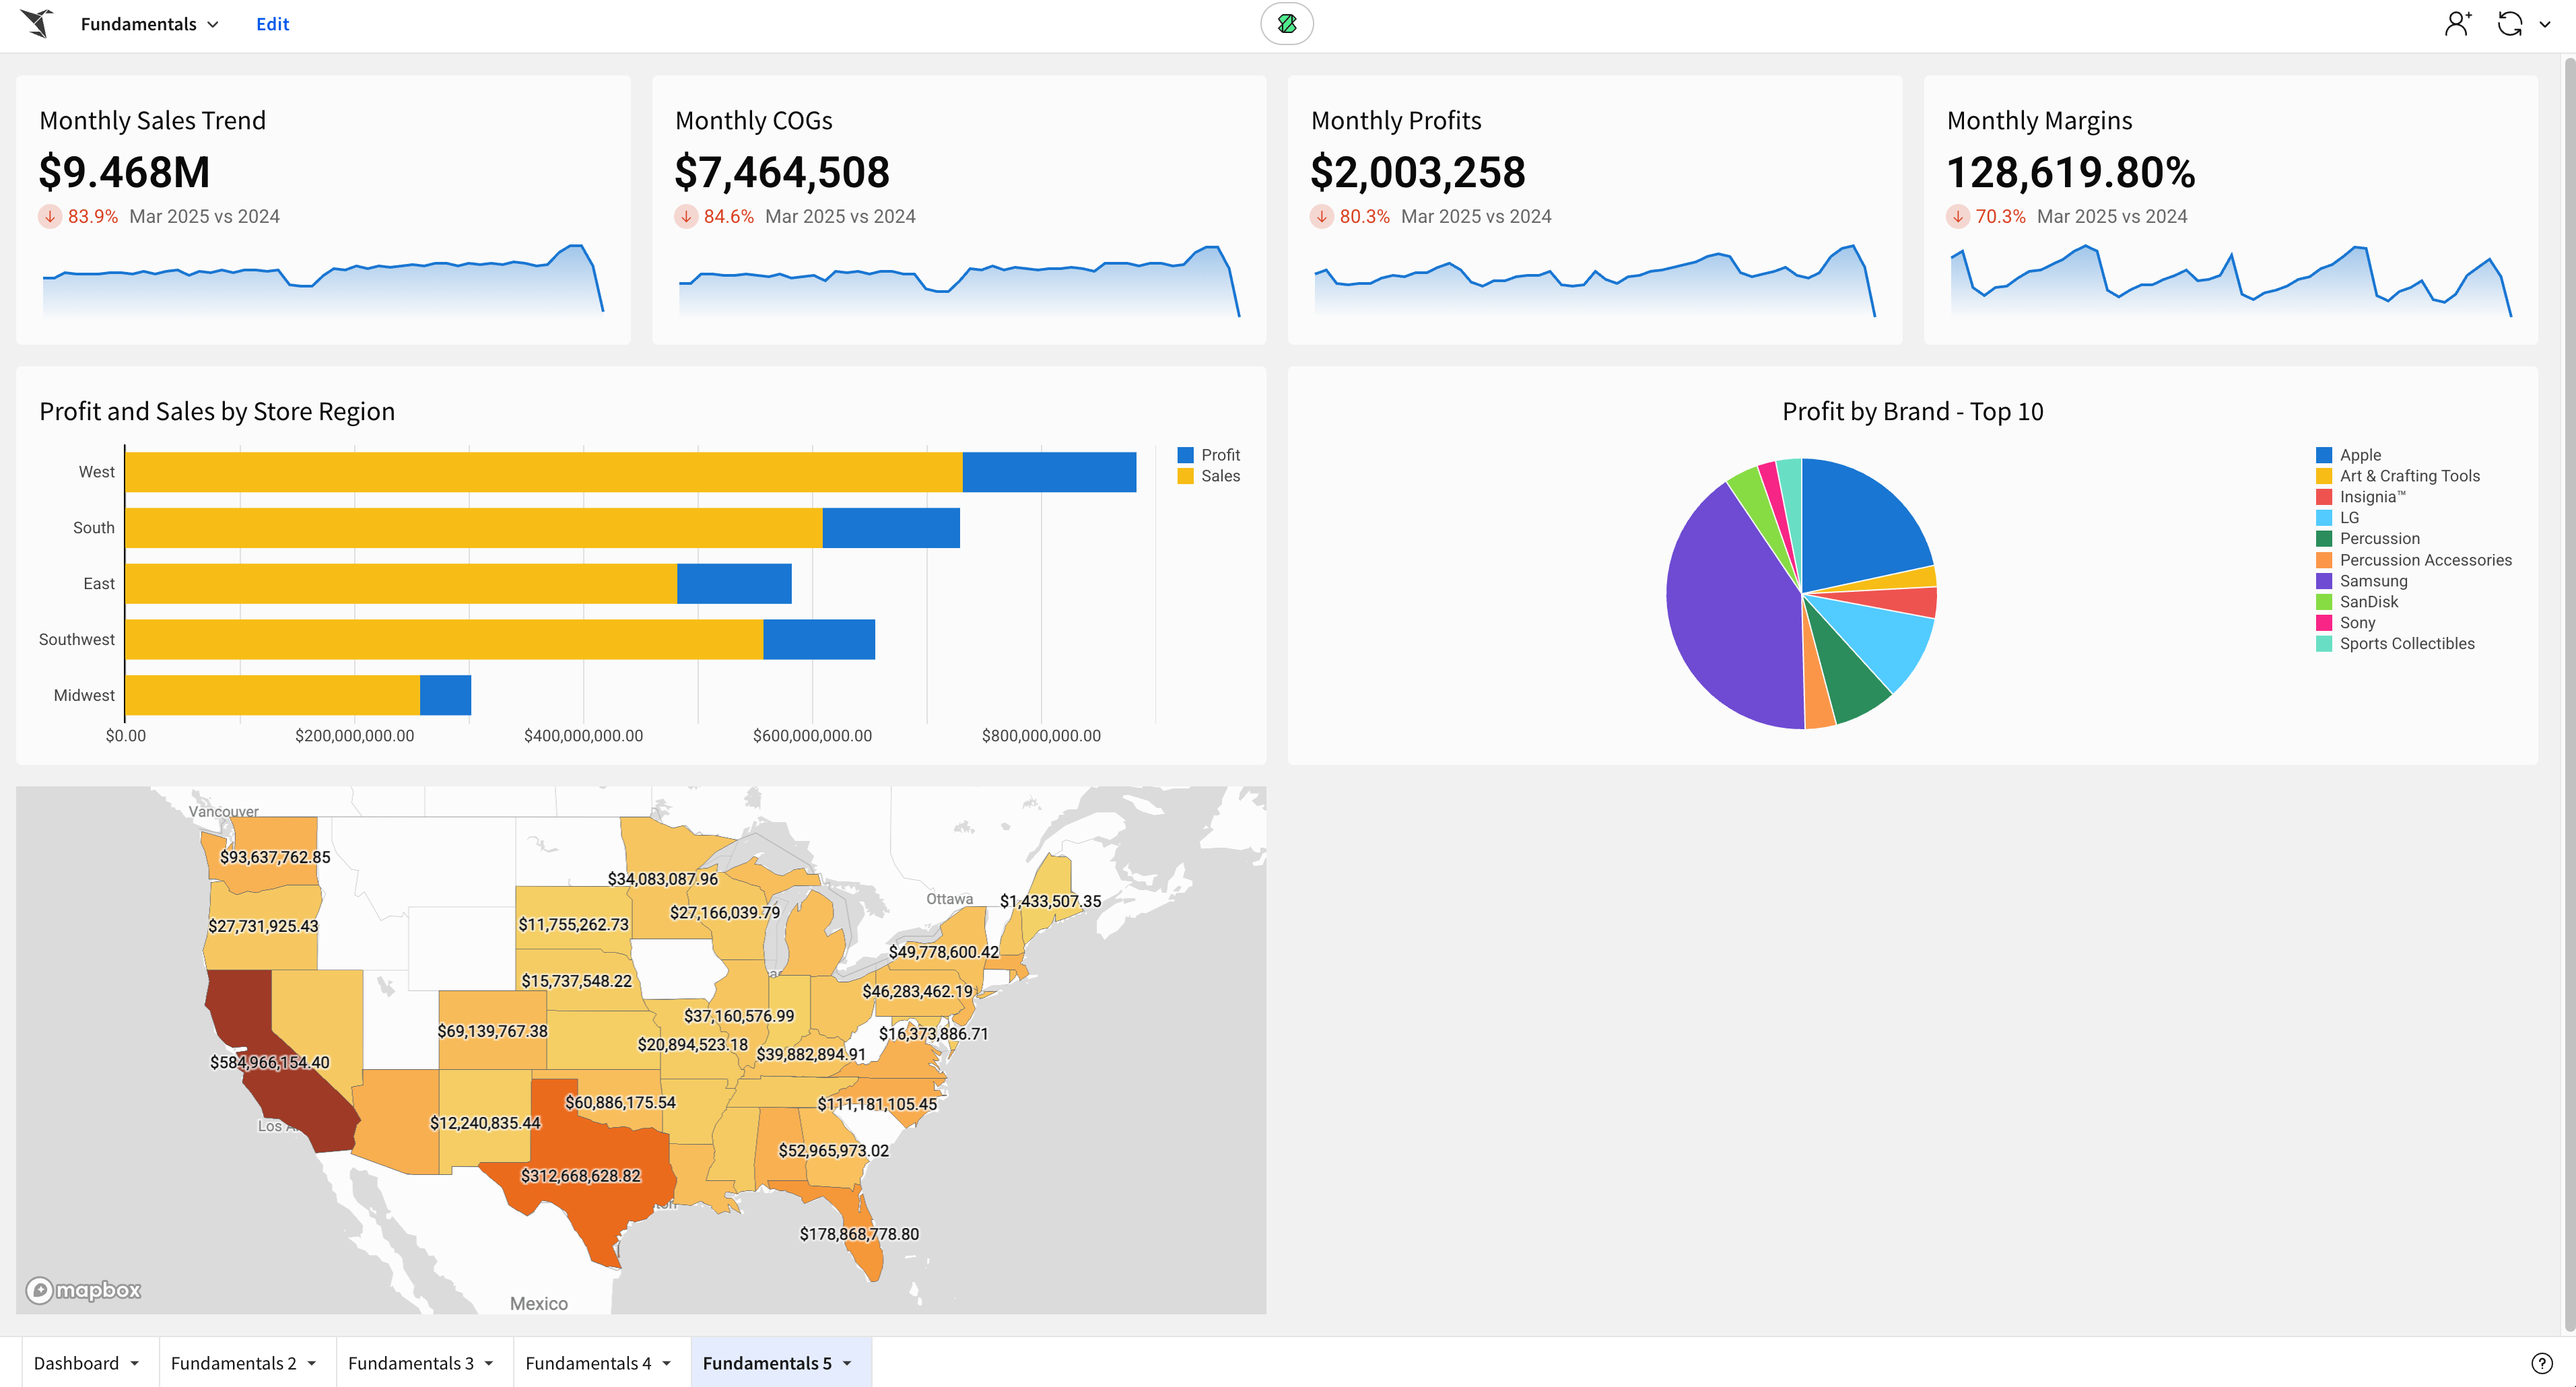 Fundamentals
Edit
Monthly Sales Trend
$9.468M
83.9% Mar 2025 vs 2024
Monthly COGs
$7,464,508
84.6% Mar 2025 vs 2024
Monthly Profits
$2,003,258
80.3% Mar 2025 vs 2024
Monthly Margins
128,619.80%
70.3% Mar 2025 vs 2024
Profit and Sales by Store Region
West
South
East
Southwest
Midwest
$0.00
$200,000,000.00
$400,000,000.00
$600,000,000.00
$800,000,000.00
Profit
Sales
Profit by Brand - Top 10
Apple
Art & Crafting Tools
Insignia™
LG
Percussion
Percussion Accessories
Samsung
SanDisk
Sony
Sports Collectibles
Vancouver
$93,637,762.85
$34,083,087.96
Ottawa
$1,433,507.35
$27,731,925.43
$11,755,262.73
$27,166,039.79
$49,778,600.42
$15,737,548.22
$46,283,462.19
$69,139,767.38
$37,160,576.99
$16,373,886.71
$20,894,523.18
$39,882,894.91
$584,966,154.40
$60,886,175.54
$111,181,105.45
$12,240,835.44
Los
$52,965,973.02
$312,668,628.82
$178,868,778.80
mapbox
Mexico
Dashboard
Fundamentals 2
Fundamentals 3
Fundamentals 4
Fundamentals 5